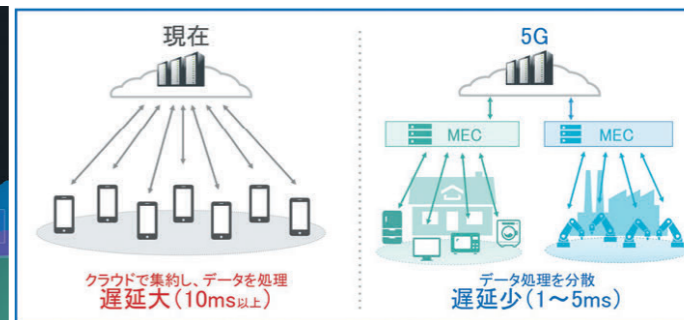 現在
クラウドで集約し、データを処理
遅延大(10ms以上)
5G
MEC
MEC
データ処理を分散
遅延少(1～5ms)